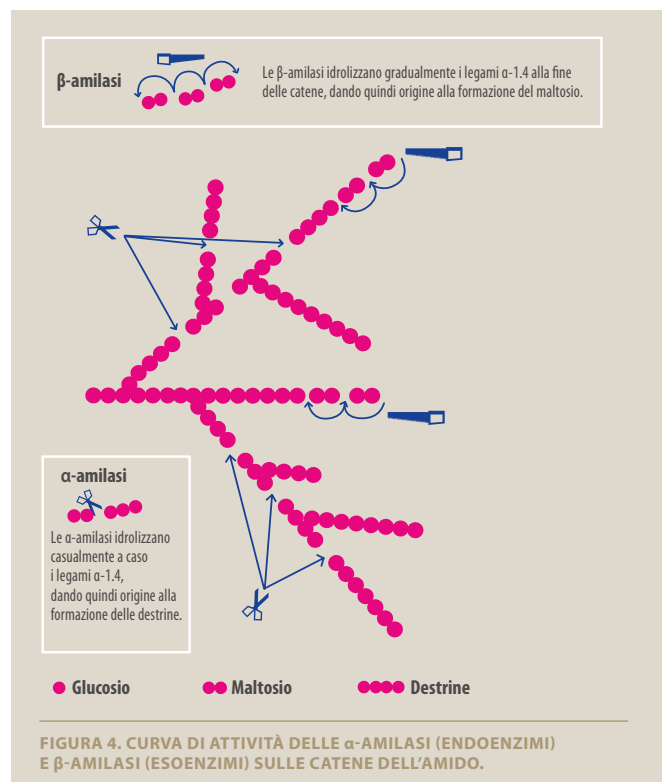 β-amilasi
Le β-amilasi idrolizzano gradualmente i legami α-1.4 alla fine
delle catene, dando quindi origine alla formazione del maltosio.
α-amilasi
Le α-amilasi idrolizzano
casualmente a caso
i legami α-1.4,
dando quindi origine alla
formazione delle destrine.
Glucosio
Maltosio
Destrine
FIGURA 4. CURVA DI ATTIVITÀ DELLE α-AMILASI (ENDOENZIMI)
E β-AMILASI (ESOENZIMI) SULLE CATENE DELL’AMIDO.